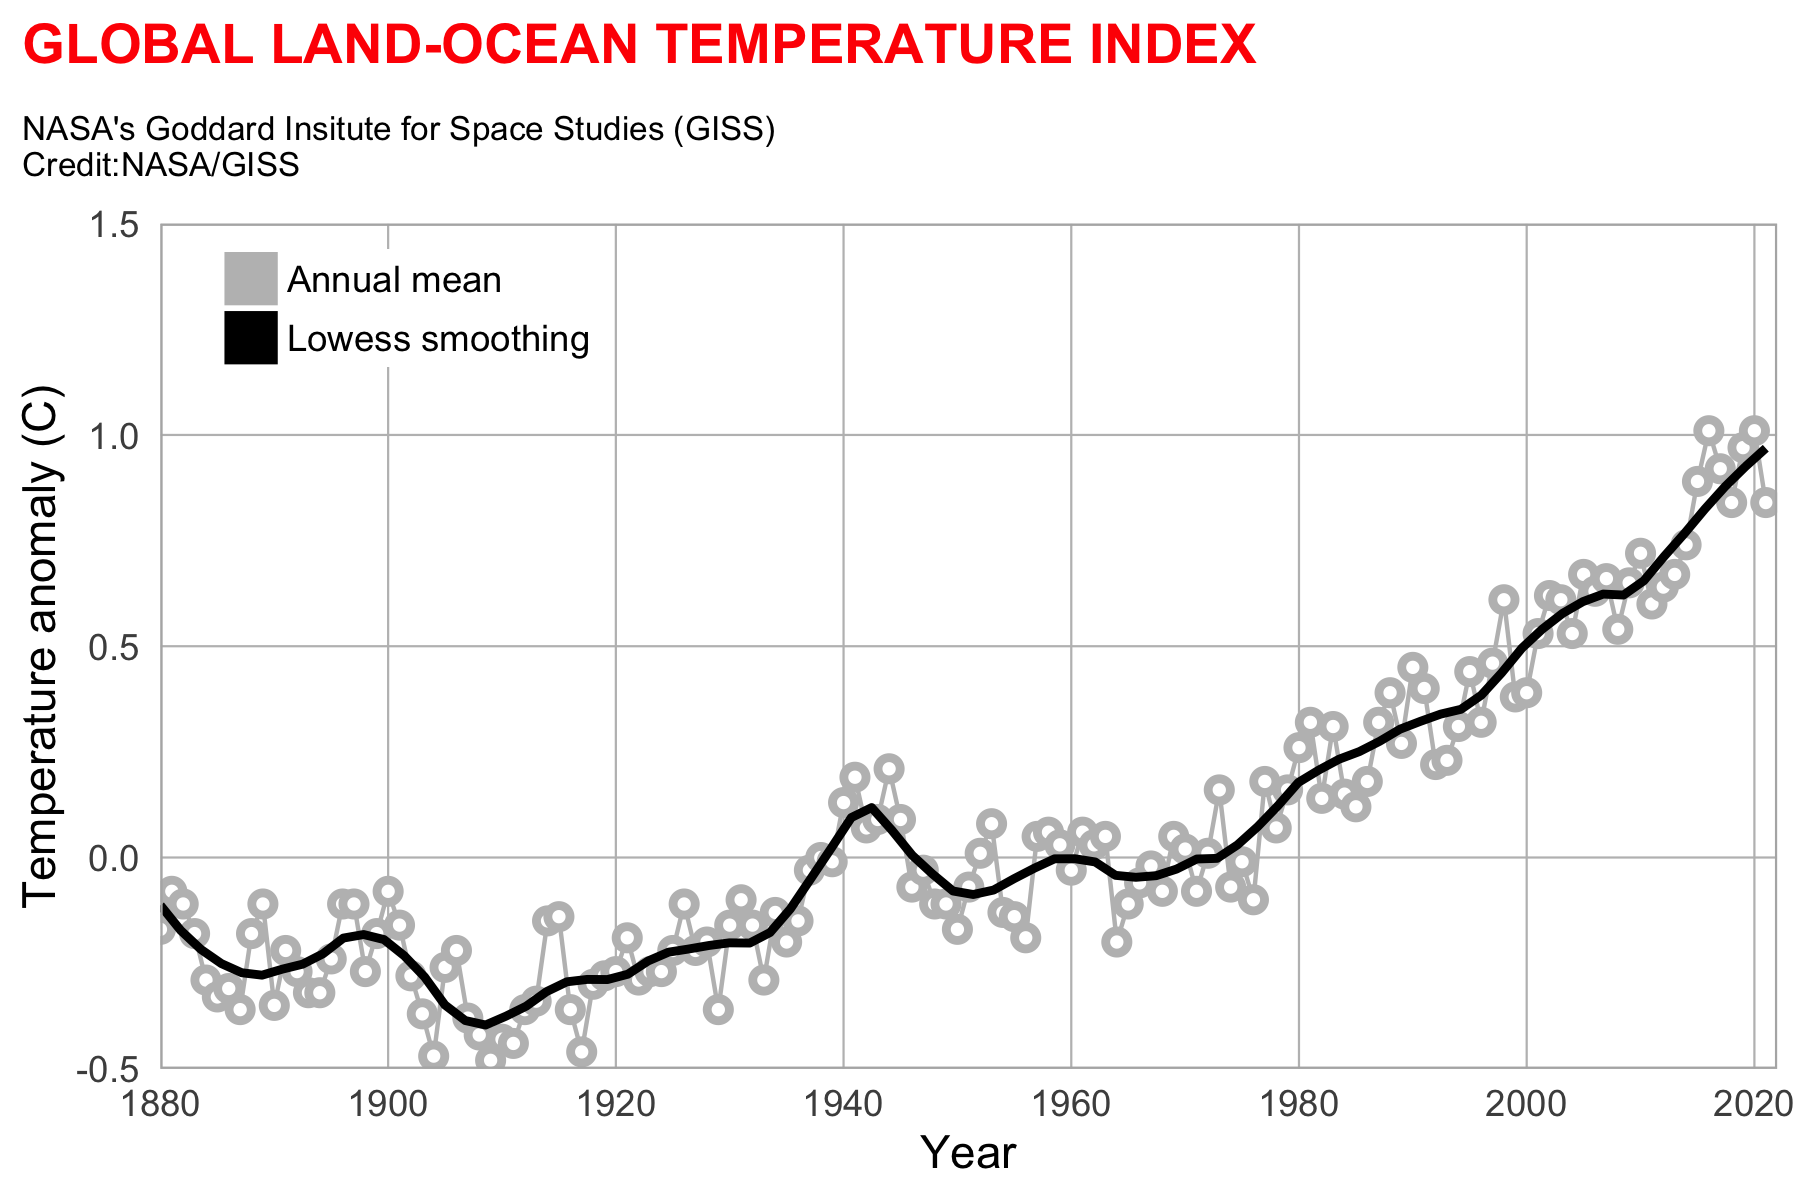 GLOBAL LAND-OCEAN TEMPERATURE INDEX
NASA's Goddard Insitute for Space Studies (GISS)
Credit:NASA/GISS
1.5
1.0
0.5
0.0
-0.5
Temperature anomaly (C)
Annual mean
Lowess smoothing
1880 1900 1920 1940 1960 1980 2000 2020
Year